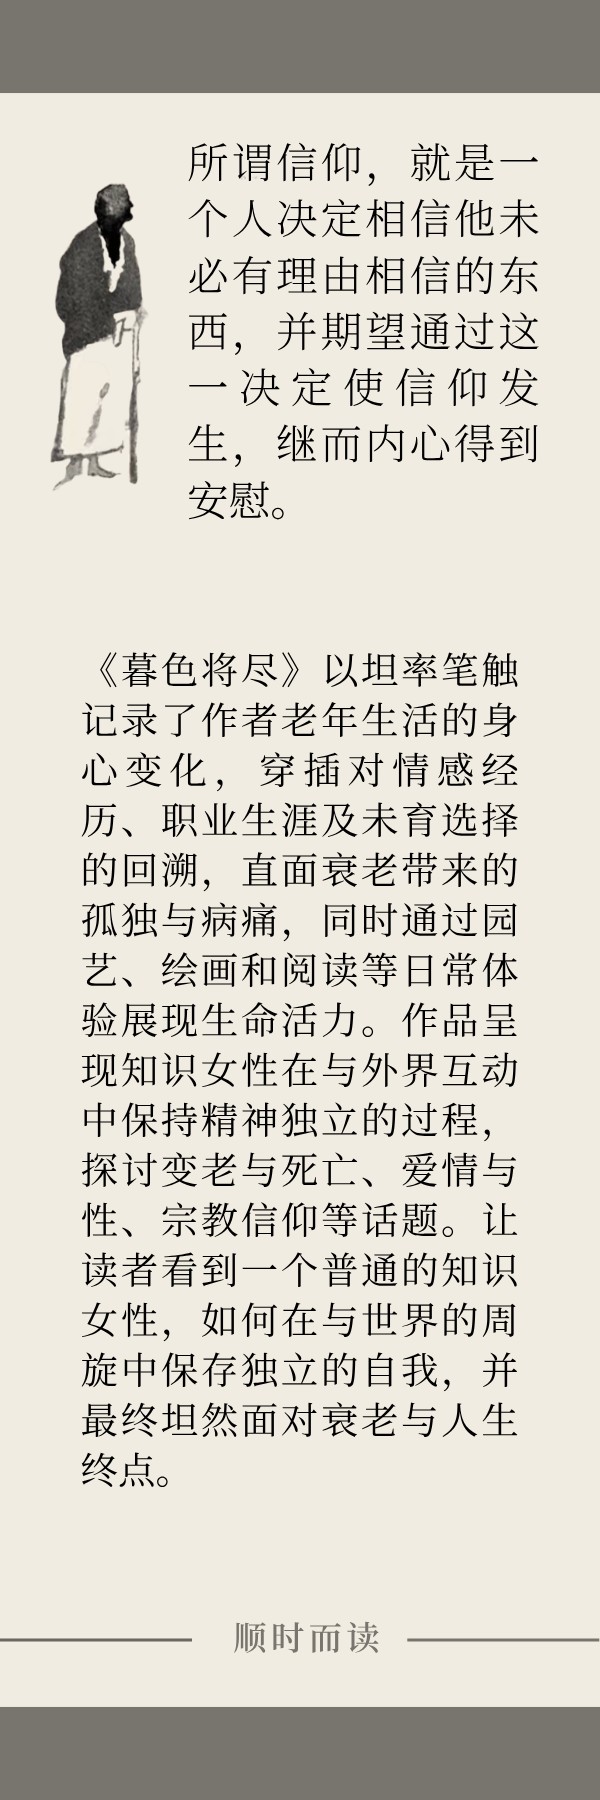 所谓信仰，就是一
个人决定相信他未
必有理由相信的东
西，并期望通过这
一决定使信仰发
生，继而内心得到
安慰。
《暮色将尽》以坦率笔触
记录了作者老年生活的身
心变化，穿插对情感经
历、职业生涯及未育选择
的回溯，直面衰老带来的
孤独与病痛，同时通过园
艺、绘画和阅读等日常体
验展现生命活力。作品呈
现知识女性在与外界互动
中保持精神独立的过程，
探讨变老与死亡、爱情与
性、宗教信仰等话题。让
读者看到一个普通的知识
女性，如何在与世界的周
旋中保存独立的自我，并
最终坦然面对衰老与人生
终点。
顺时而读